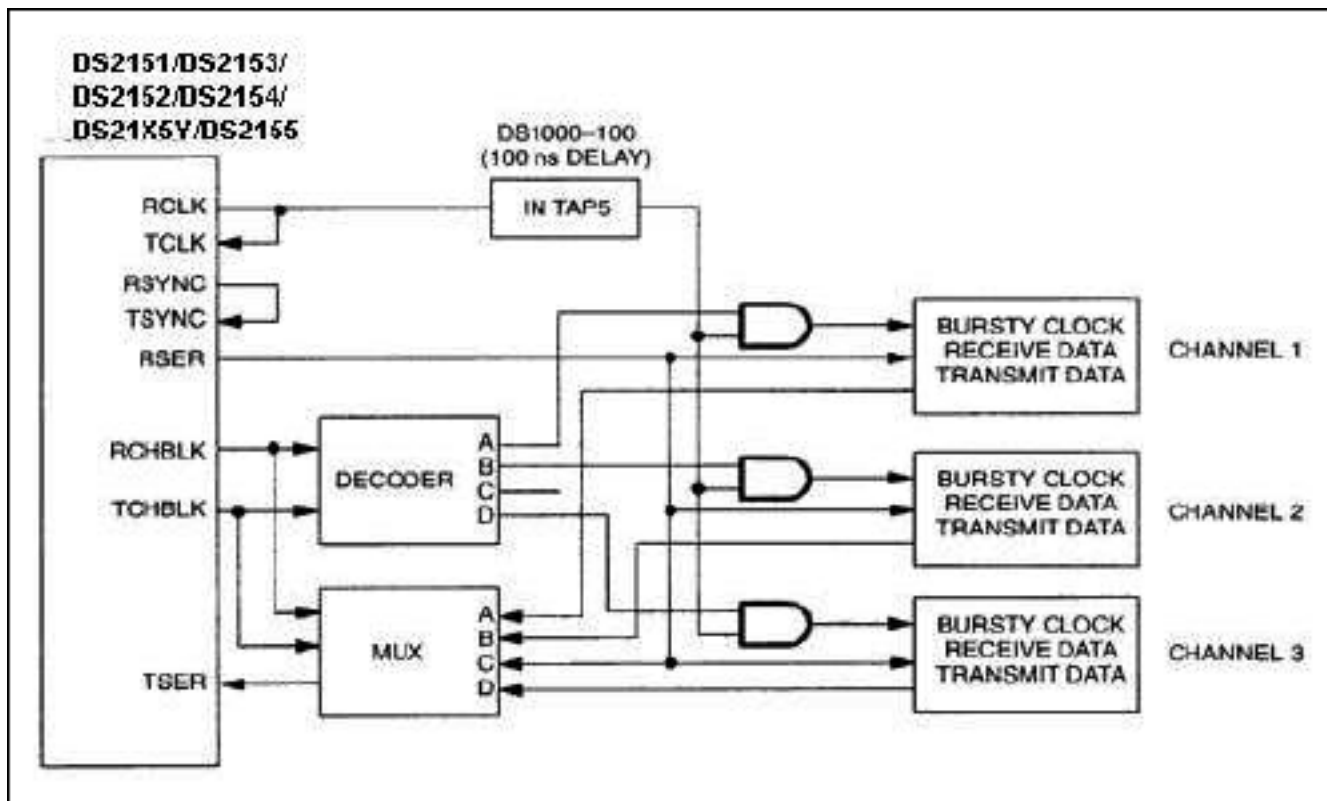 DS2151/DS2153/
DS2152/DS2154/
DS21X5Y/DS2155
DS1000-100
(100 ns DELAY)
IN TAP5
RCLK
TCLK
RSYNC
TSYNC
RSER
RCHBLK
TCHBLK
TSER
DECODER
A
B
C
D
MUX
A
B
C
D
BURSTY CLOCK
RECEIVE DATA
TRANSMIT DATA
CHANNEL 1
BURSTY CLOCK
RECEIVE DATA
TRANSMIT DATA
CHANNEL 2
BURSTY CLOCK
RECEIVE DATA
TRANSMIT DATA
CHANNEL 3